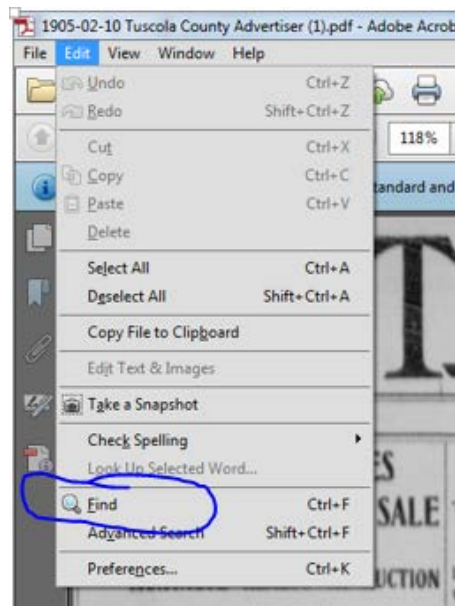 1905-02-10 Tuscola County Advertiser (1).pdf - Adobe Acrob
File Edit View Window Help
118%
Undo Ctrl+Z
Redo Shift+Ctrl+Z
Cut Ctrl+X
Copy Ctrl+C
Paste Ctrl+V
Delete
Select All Ctrl+A
Deselect All Shift+Ctrl+A
Copy File to Clipboard
Edit Text & Images
Take a Snapshot
Check Spelling
Look Up Selected Word...
Find Ctrl+F
Advanced Search Shift+Ctrl+F
Preferences... Ctrl+K
tandard and
T
ES
SALE
UCTION